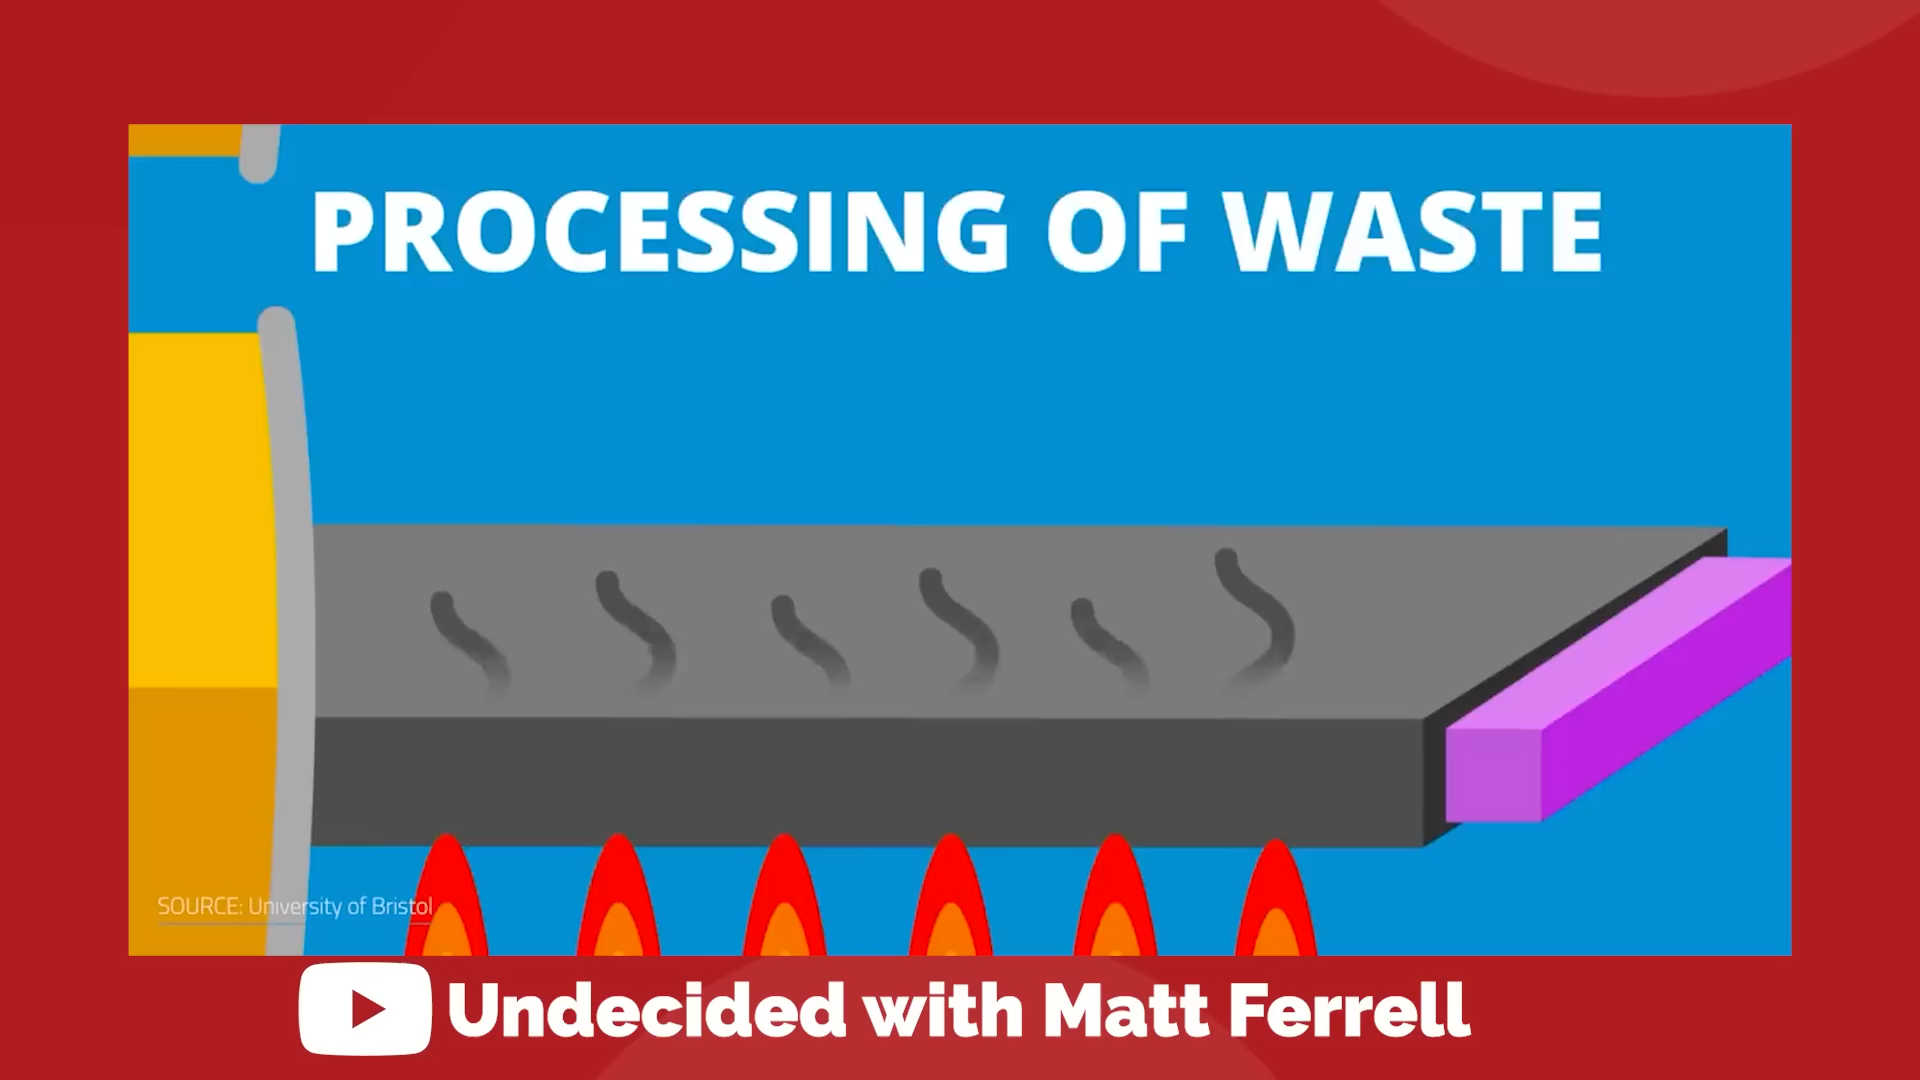 PROCESSING OF WASTE
SOURCE: University of Bristol
Undecided with Matt Ferrell